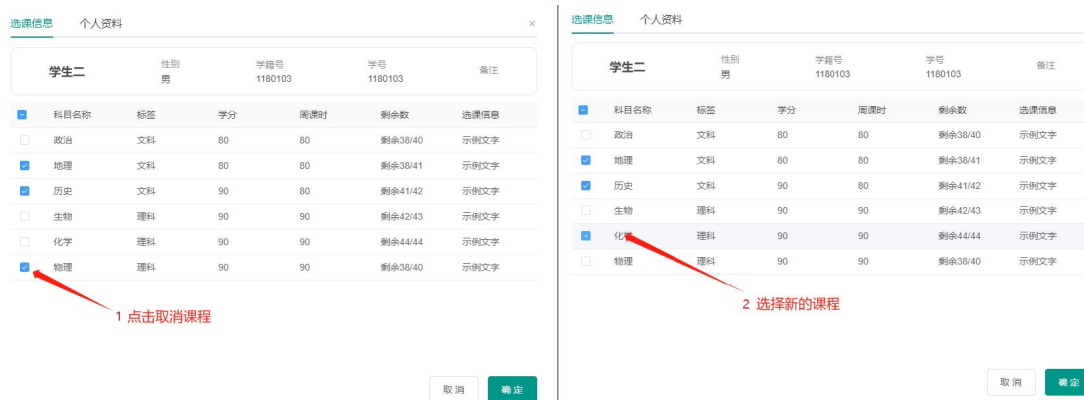 选课信息 个人资料 ×
学生二 性别 男 学籍号 1180103 学号 1180103 备注
科目名称 标签 学分 周课时 剩余数 选课信息
政治 文科 80 80 剩余38/40 示例文字
地理 文科 80 80 剩余38/41 示例文字
历史 文科 90 80 剩余41/42 示例文字
生物 理科 90 90 剩余42/43 示例文字
化学 理科 90 90 剩余44/44 示例文字
物理 理科 90 90 剩余38/40 示例文字
1 点击取消课程
取消 确定
选课信息 个人资料
学生二 性别 男 学籍号 1180103 学号 1180103 备注
科目名称 标签 学分 周课时 剩余数 选课信息
政治 文科 80 80 剩余38/40 示例文字
地理 文科 80 80 剩余38/41 示例文字
历史 文科 90 80 剩余41/42 示例文字
生物 理科 90 90 剩余42/43 示例文字
化学 理科 90 90 剩余44/44 示例文字
物理 理科 90 90 剩余38/40 示例文字
2 选择新的课程
取消 确定